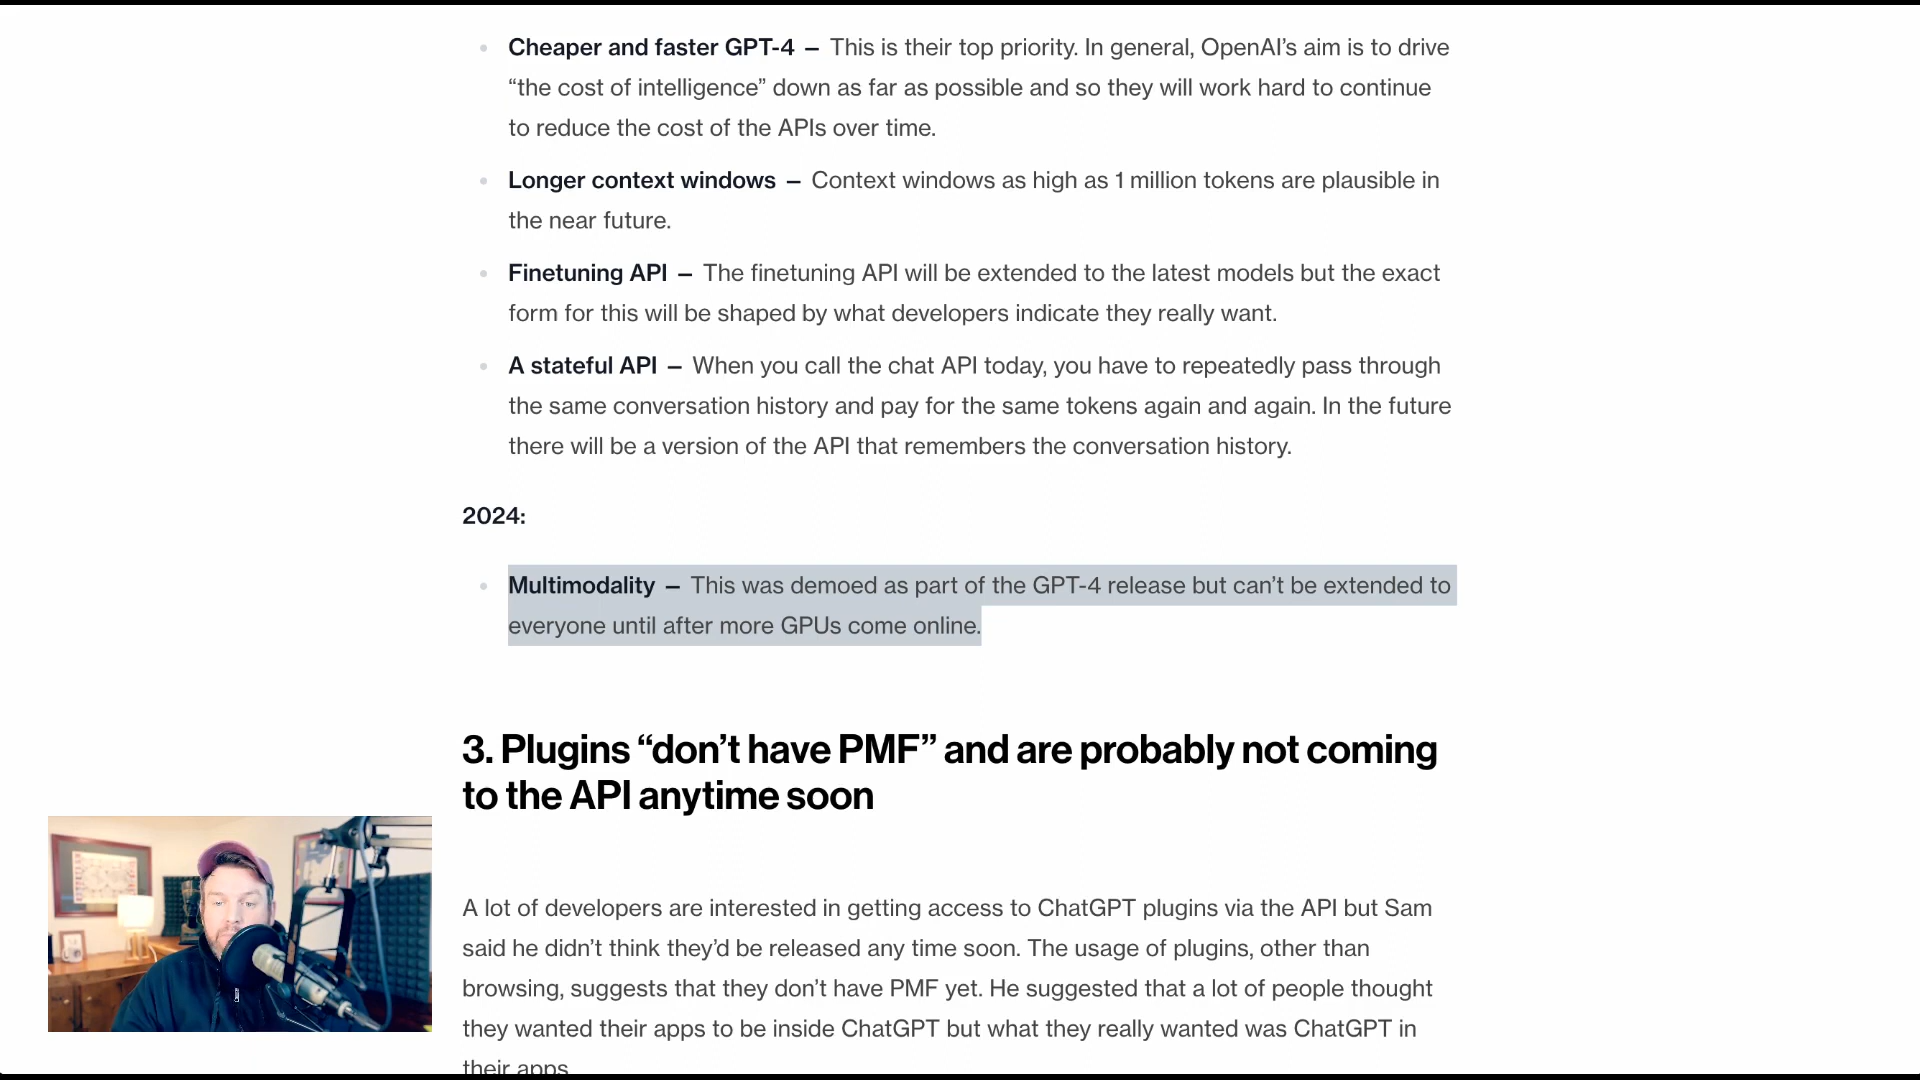 Cheaper and faster GPT-4 — This is their top priority. In general, OpenAI’s aim is to drive
“the cost of intelligence” down as far as possible and so they will work hard to continue
to reduce the cost of the APIs over time.
Longer context windows — Context windows as high as 1 million tokens are plausible in
the near future.
Finetuning API — The finetuning API will be extended to the latest models but the exact
form for this will be shaped by what developers indicate they really want.
A stateful API — When you call the chat API today, you have to repeatedly pass through
the same conversation history and pay for the same tokens again and again. In the future
there will be a version of the API that remembers the conversation history.
2024:
Multimodality — This was demoed as part of the GPT-4 release but can’t be extended to
everyone until after more GPUs come online.
3. Plugins “don’t have PMF” and are probably not coming
to the API anytime soon
A lot of developers are interested in getting access to ChatGPT plugins via the API but Sam
said he didn’t think they’d be released any time soon. The usage of plugins, other than
browsing, suggests that they don’t have PMF yet. He suggested that a lot of people thought
they wanted their apps to be inside ChatGPT but what they really wanted was ChatGPT in
their apps